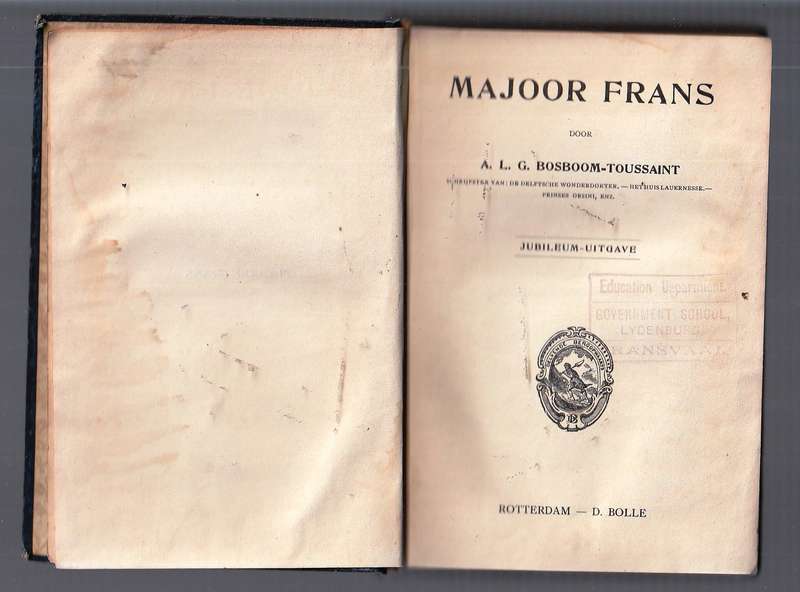 MAJOOR FRANS
DOOR
A. L. G. BOSBOOM-TOUSSAINT
SCHRIJFSTER VAN: DE DELFTSCHE WONDERDOKTER. — HET HUIS LAUERNESSE. —
PRINSES ORSINI, ENZ.
JUBILEUM-UITGAVE
Education Department.
GOVERNMENT SCHOOL,
LYDENBURG,
TRANSVAAL.
ROTTERDAM — D. BOLLE